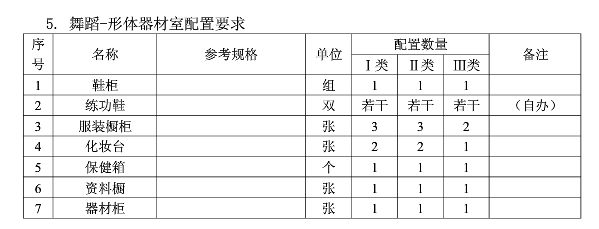 5. 舞蹈-形体器材室配置要求
序号 名称 参考规格 单位 配置数量 备注
Ⅰ类 Ⅱ类 Ⅲ类
1 鞋柜 组 1 1 1
2 练功鞋 双 若干 若干 若干 （自办）
3 服装橱柜 张 3 3 2
4 化妆台 张 2 2 1
5 保健箱 个 1 1 1
6 资料橱 张 1 1 1
7 器材柜 张 1 1 1